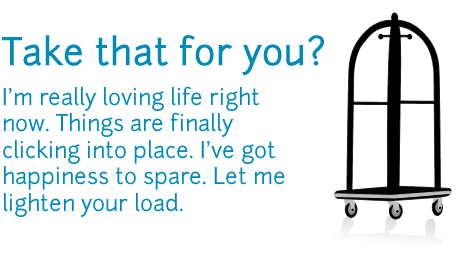 Take that for you?
I'm really loving life right
now. Things are finally
clicking into place. I've got
happiness to spare. Let me
lighten your load.